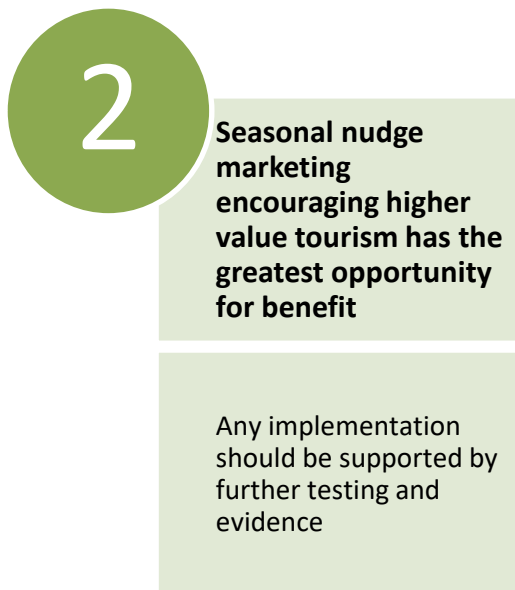 2
Seasonal nudge
marketing
encouraging higher
value tourism has the
greatest opportunity
for benefit
Any implementation
should be supported by
further testing and
evidence